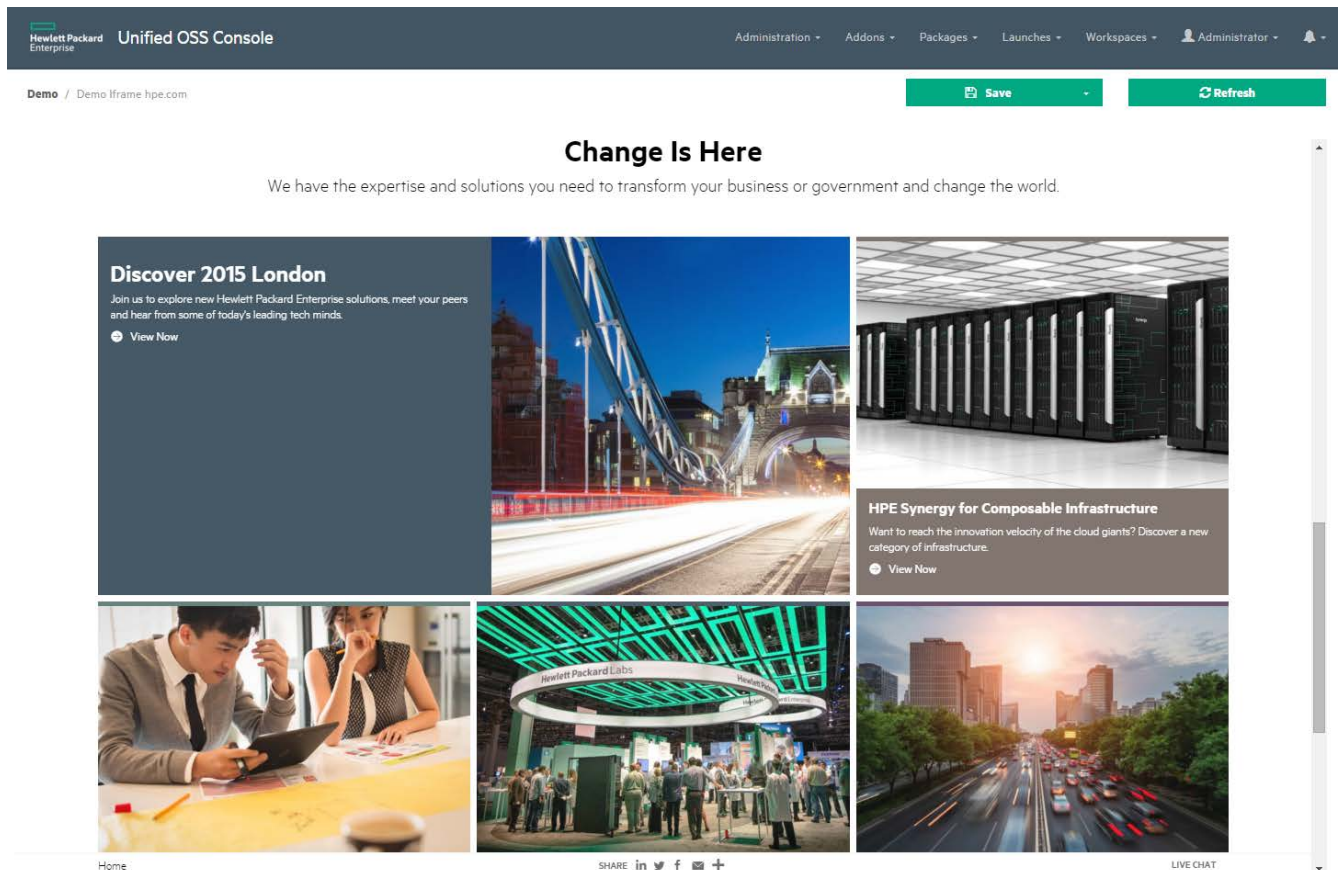 Hewlett Packard
Enterprise
Unified OSS Console
Administration
Addons
Packages
Launches
Workspaces
Administrator
Demo / Demo Iframe hpe.com
Save
Refresh
Change Is Here
We have the expertise and solutions you need to transform your business or government and change the world.
Discover 2015 London
Join us to explore new Hewlett Packard Enterprise solutions, meet your peers
and hear from some of today's leading tech minds.
View Now
HPE Synergy for Composable Infrastructure
Want to reach the innovation velocity of the cloud giants? Discover a new
category of infrastructure.
View Now
Hewlett Packard Labs
Home
SHARE
LIVE CHAT